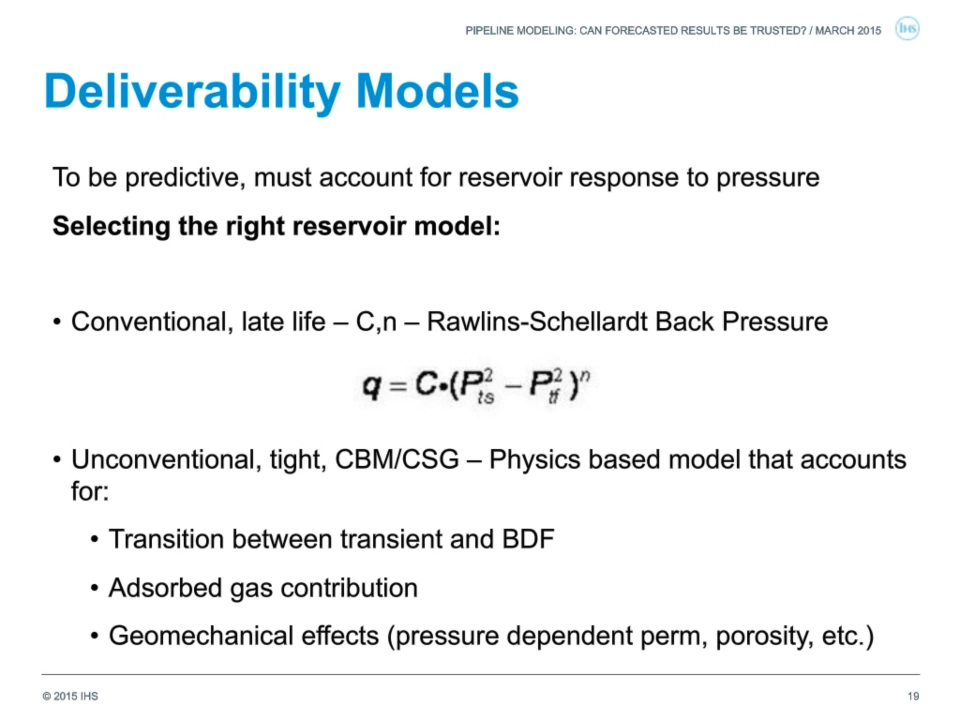 PIPELINE MODELING: CAN FORECASTED RESULTS BE TRUSTED? / MARCH 2015 IHS
Deliverability Models
To be predictive, must account for reservoir response to pressure
Selecting the right reservoir model:
• Conventional, late life – C,n – Rawlins-Schellardt Back Pressure
q = C•(P²ts – P²tf)ⁿ
• Unconventional, tight, CBM/CSG – Physics based model that accounts
for:
• Transition between transient and BDF
• Adsorbed gas contribution
• Geomechanical effects (pressure dependent perm, porosity, etc.)
© 2015 IHS
19